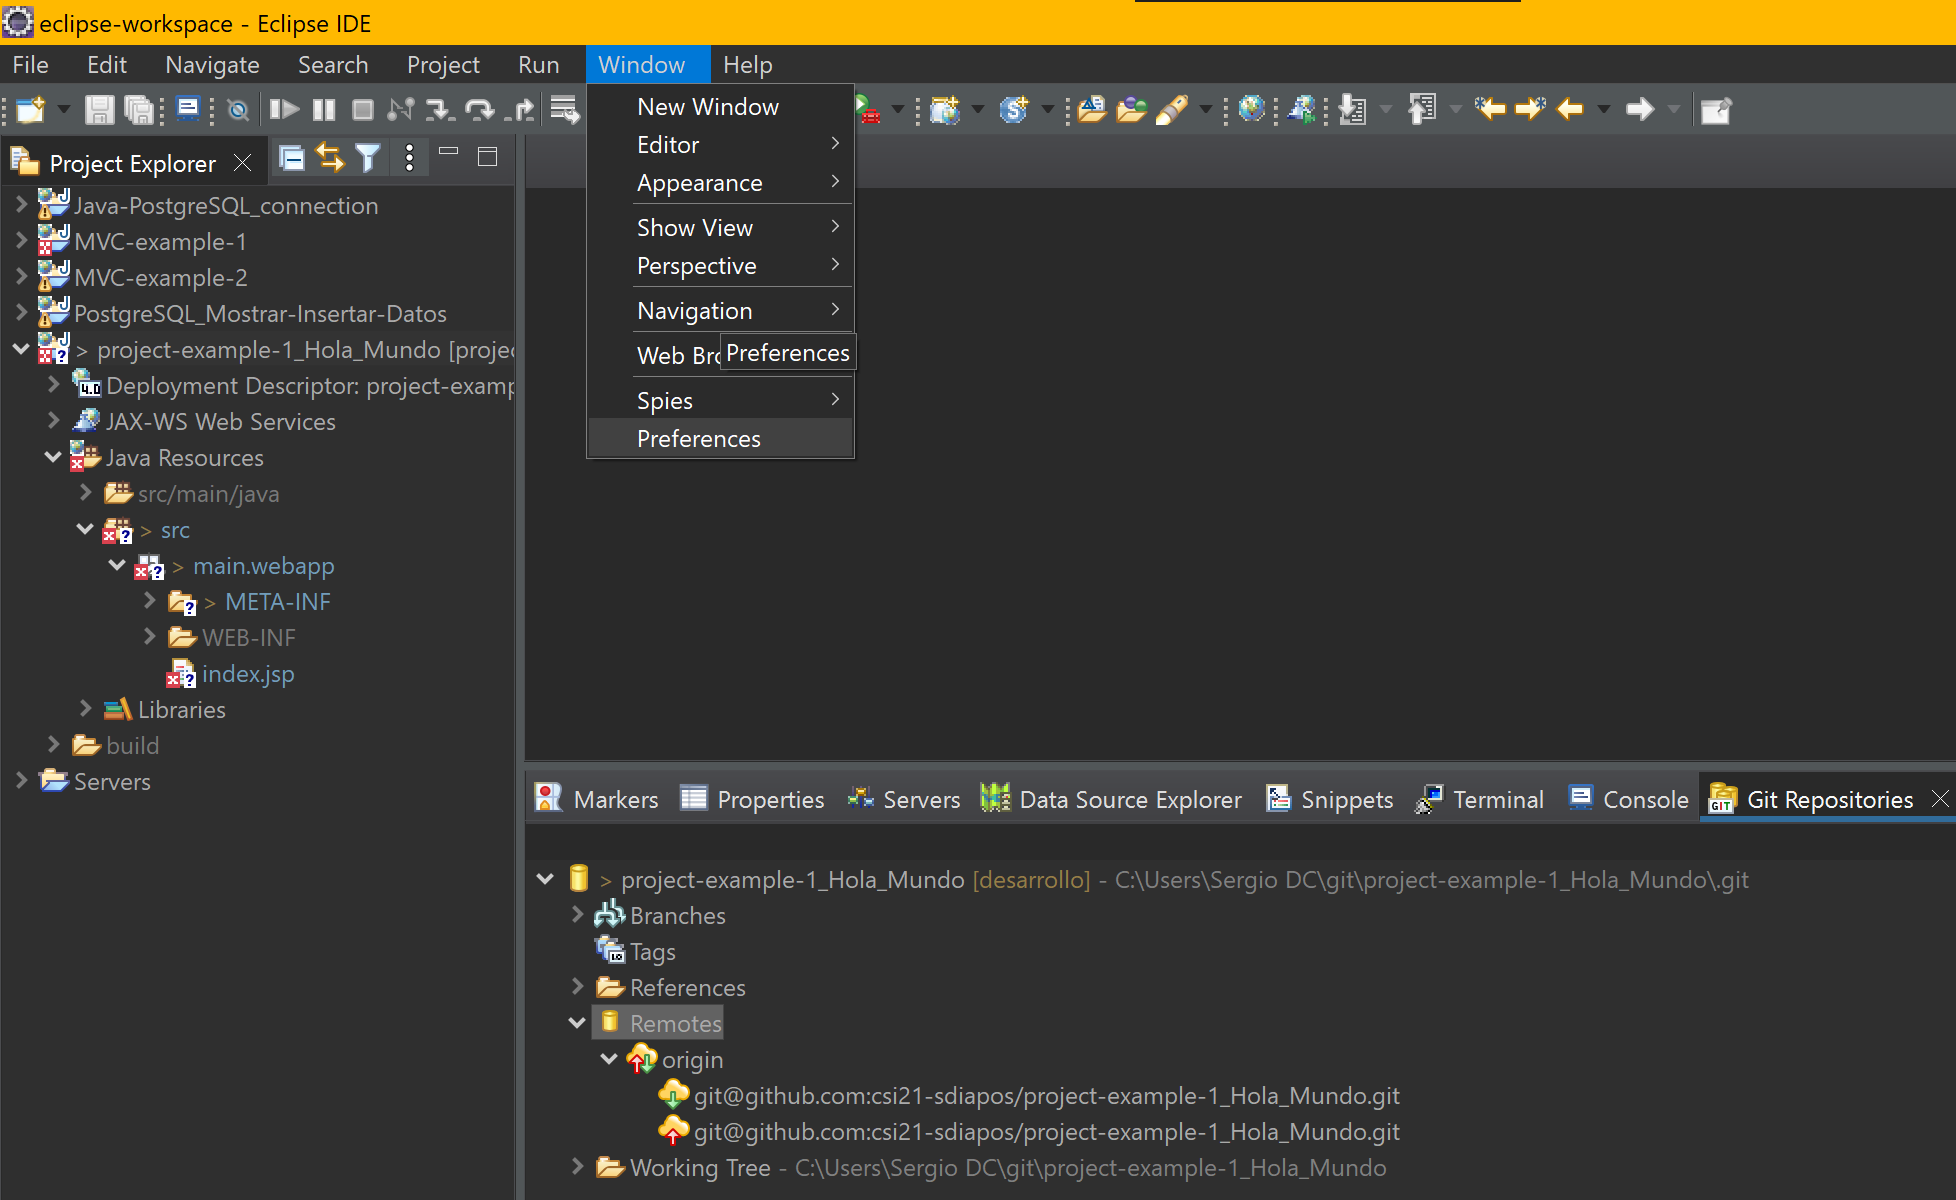 eclipse-workspace - Eclipse IDE
File Edit Navigate Search Project Run Window Help
New Window
Editor
Appearance
Show View
Perspective
Navigation
Web Bro
Preferences
Spies
Preferences
Project Explorer
Java-PostgreSQL_connection
MVC-example-1
MVC-example-2
PostgreSQL_Mostrar-Insertar-Datos
> project-example-1_Hola_Mundo [projec
4.0 Deployment Descriptor: project-examp
JAX-WS Web Services
Java Resources
src/main/java
> src
> main.webapp
> META-INF
WEB-INF
index.jsp
Libraries
build
Servers
Markers Properties Servers Data Source Explorer Snippets Terminal Console GIT Git Repositories
> project-example-1_Hola_Mundo [desarrollo] - C:\Users\Sergio DC\git\project-example-1_Hola_Mundo\.git
Branches
Tags
References
Remotes
origin
git@github.com:csi21-sdiapos/project-example-1_Hola_Mundo.git
git@github.com:csi21-sdiapos/project-example-1_Hola_Mundo.git
Working Tree - C:\Users\Sergio DC\git\project-example-1_Hola_Mundo